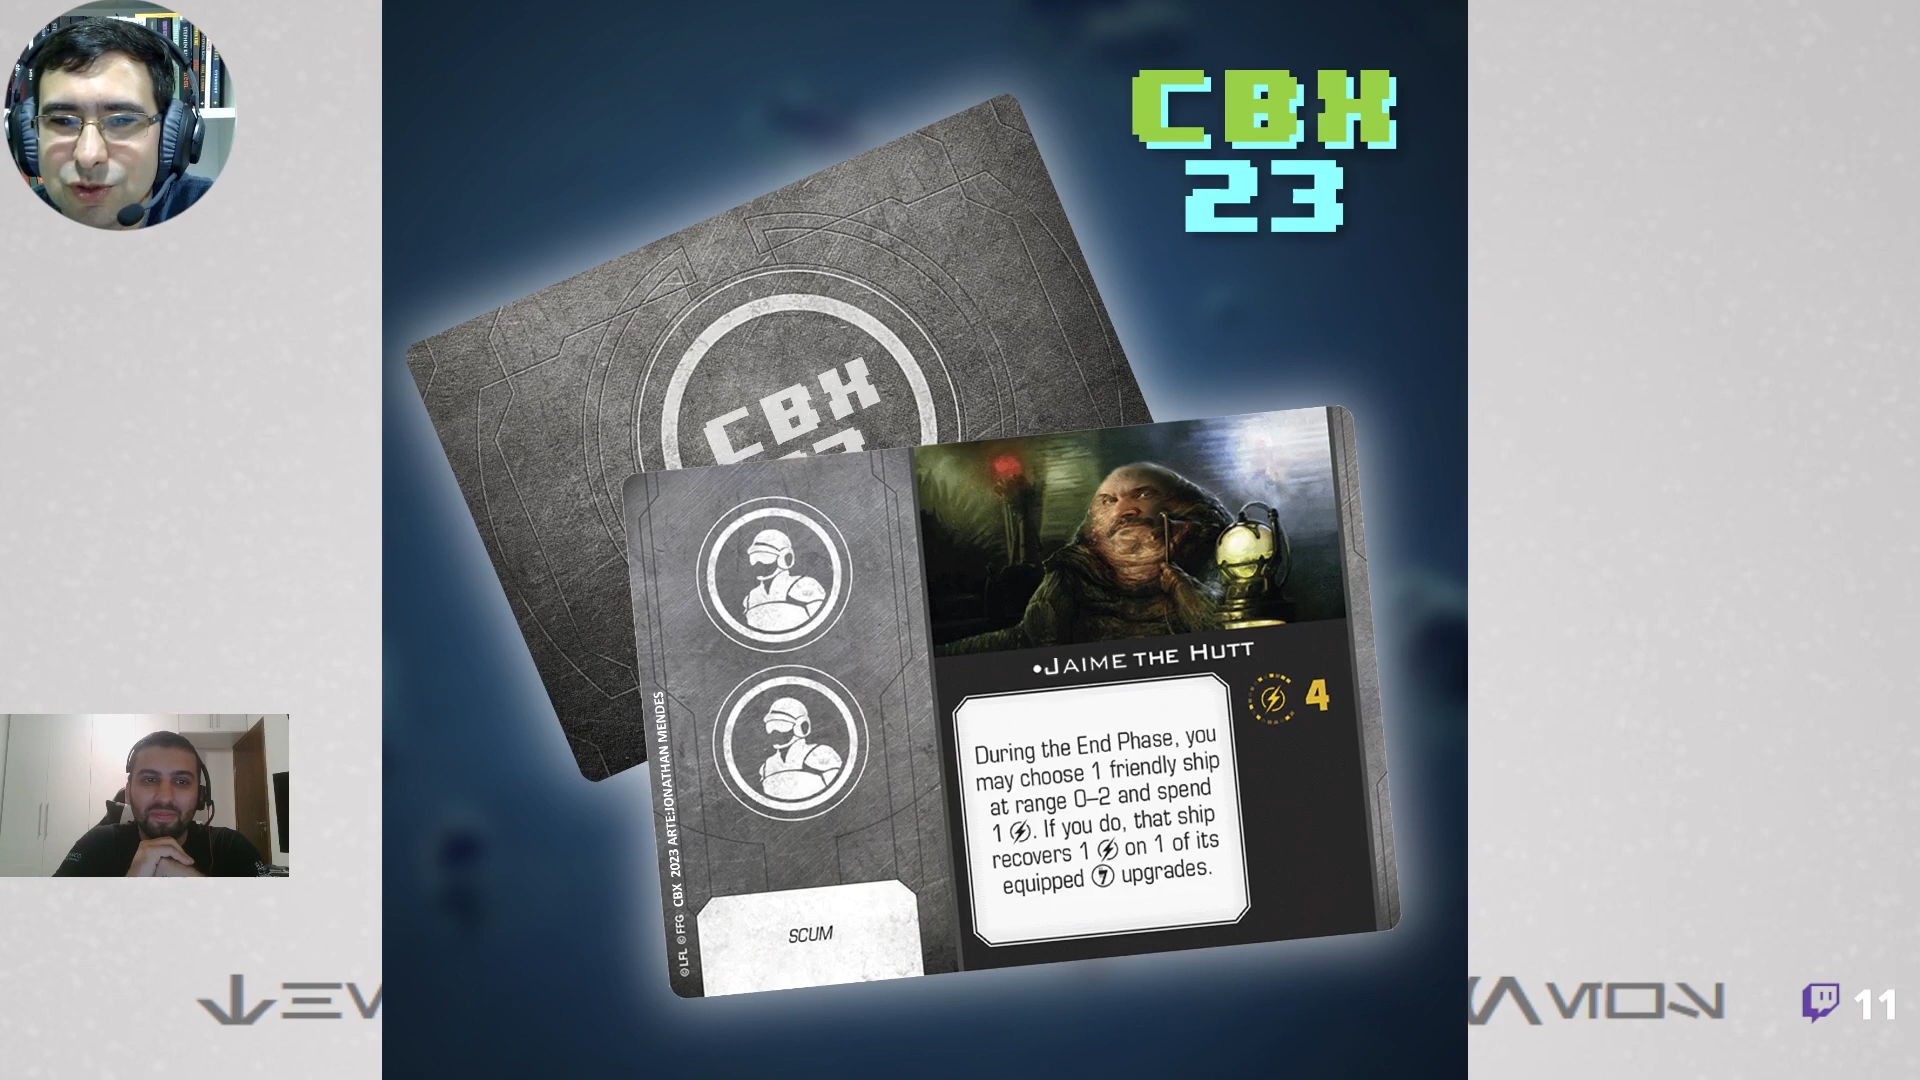 CBX
23
CBX
23
•JAIME THE HUTT
4
During the End Phase, you
may choose 1 friendly ship
at range 0–2 and spend
1 . If you do, that ship
recovers 1 on 1 of its
equipped upgrades.
SCUM
©LFL ©FFG CBX 2023 ARTE:JONATHAN MENDES
11